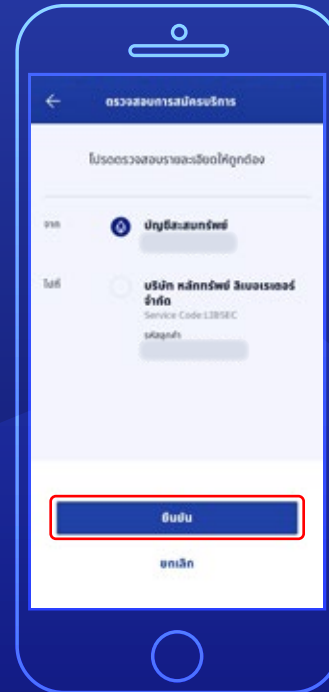 ตรวจสอบการสมัครบริการ
โปรดตรวจสอบรายละเอียดให้ถูกต้อง
จาก
บัญชีสะสมทรัพย์
ไปที่
บริษัท หลักทรัพย์ ลิเบอเรเตอร์
จำกัด
Service Code LIBSEC
รหัสลูกค้า
ยืนยัน
ยกเลิก